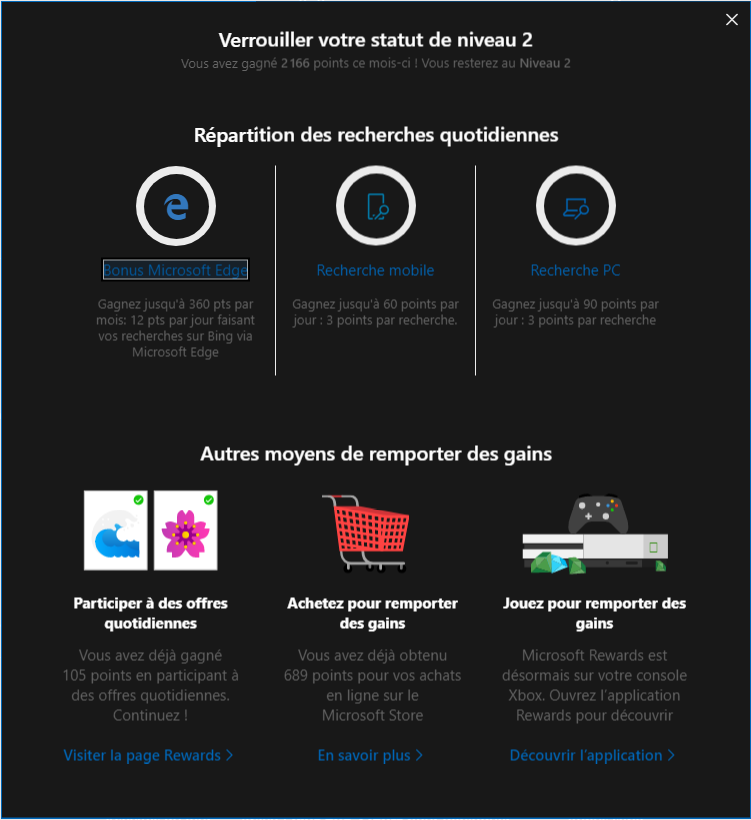 Verrouiller votre statut de niveau 2
Vous avez gagné 2 166 points ce mois-ci ! Vous resterez au Niveau 2
Répartition des recherches quotidiennes
Bonus Microsoft Edge
Gagnez jusqu'à 360 pts par
mois: 12 pts par jour faisant
vos recherches sur Bing via
Microsoft Edge
Recherche mobile
Gagnez jusqu'à 60 points par
jour : 3 points par recherche.
Recherche PC
Gagnez jusqu'à 90 points par
jour : 3 points par recherche
Autres moyens de remporter des gains
Participer à des offres
quotidiennes
Vous avez déjà gagné
105 points en participant à
des offres quotidiennes.
Continuez !
Visiter la page Rewards >
Achetez pour remporter
des gains
Vous avez déjà obtenu
689 points pour vos achats
en ligne sur le
Microsoft Store
En savoir plus >
Jouez pour remporter des
gains
Microsoft Rewards est
désormais sur votre console
Xbox. Ouvrez l'application
Rewards pour découvrir
Découvrir l'application >